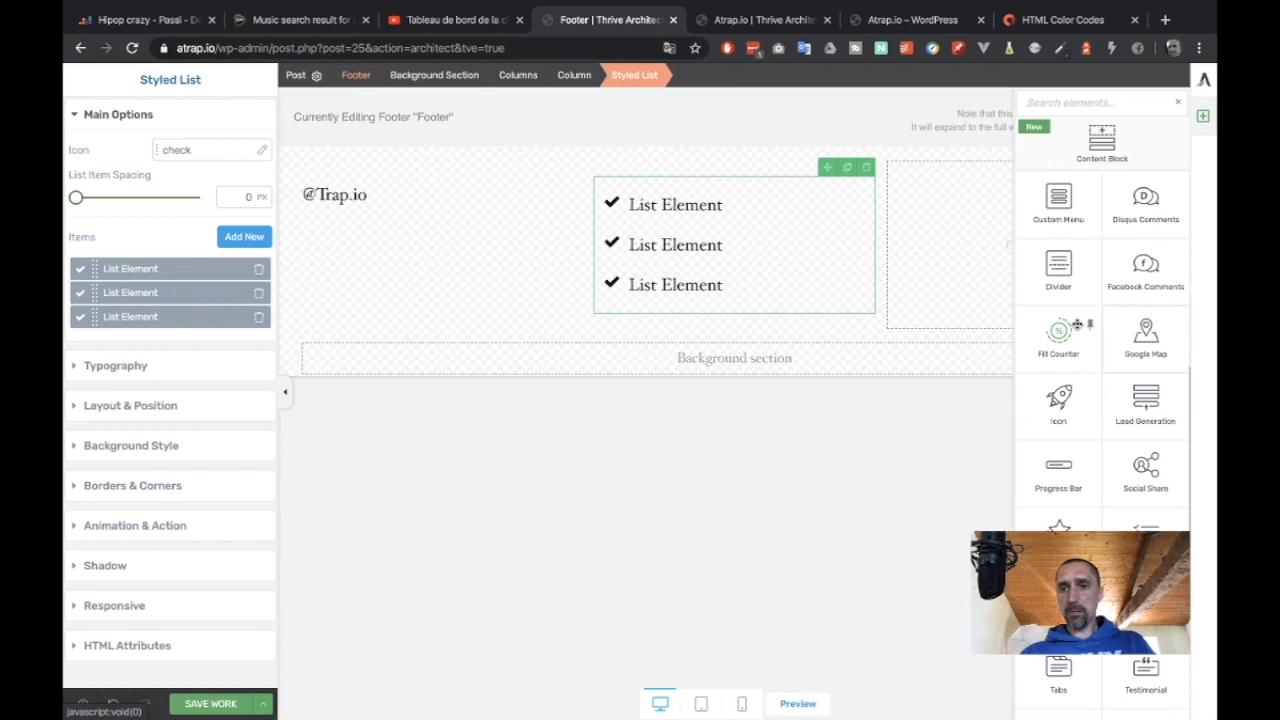 Hipop crazy - Passi - De
Music search result for
Tableau de bord de la c
Footer | Thrive Architect
Atrap.io | Thrive Archite
Atrap.io – WordPress
HTML Color Codes
atrap.io/wp-admin/post.php?post=25&action=architect&tve=true
Styled List
Post
Footer
Background Section
Columns
Column
Styled List
Main Options
Icon
check
List Item Spacing
0 PX
Items
Add New
List Element
List Element
List Element
Typography
Layout & Position
Background Style
Borders & Corners
Animation & Action
Shadow
Responsive
HTML Attributes
SAVE WORK
javascript:void(0)
Currently Editing Footer "Footer"
Note that this
It will expand to the full w
@Trap.io
List Element
List Element
List Element
Background section
Preview
Search elements...
New
Content Block
Custom Menu
Disqus Comments
Divider
Facebook Comments
Fill Counter
Google Map
Icon
Lead Generation
Progress Bar
Social Share
Tabs
Testimonial